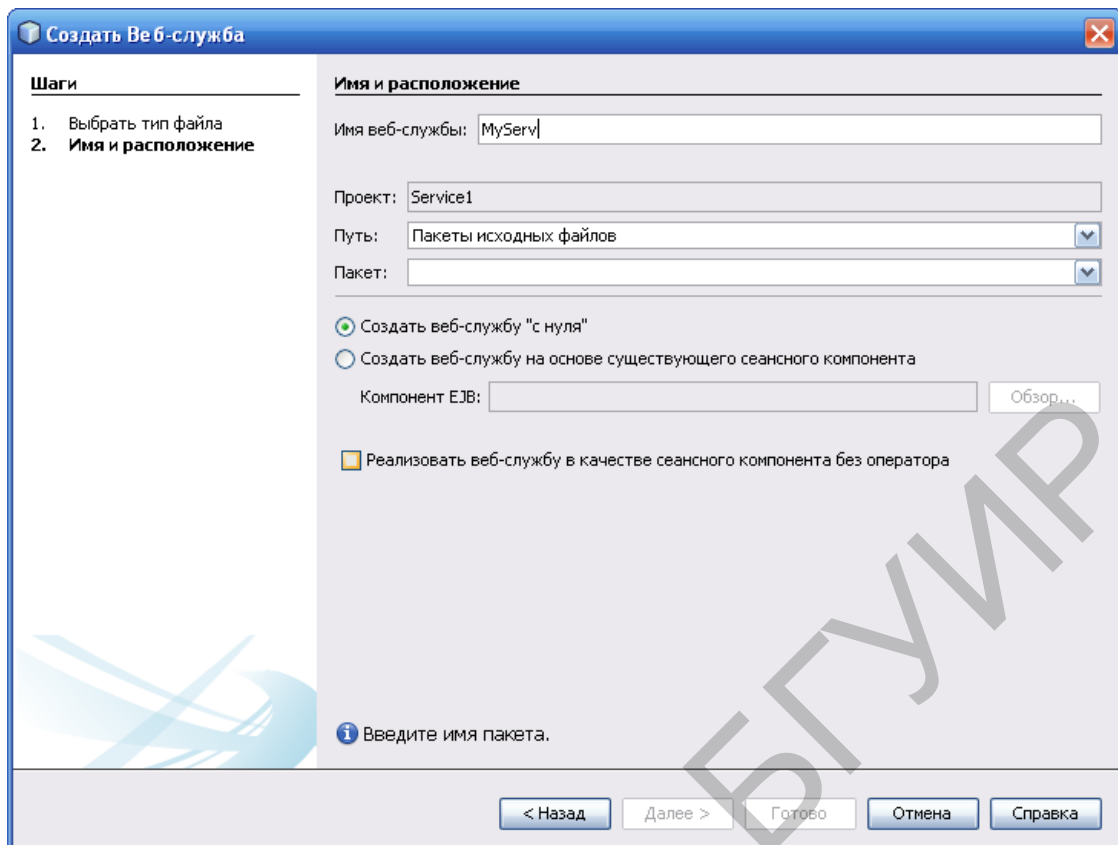 Создать Веб-служба
Шаги
1. Выбрать тип файла
2. Имя и расположение
Имя и расположение
Имя веб-службы: MyServ
Проект: Service1
Путь: Пакеты исходных файлов
Пакет:
Создать веб-службу "с нуля"
Создать веб-службу на основе существующего сеансного компонента
Компонент EJB: Обзор...
Реализовать веб-службу в качестве сеансного компонента без оператора
Введите имя пакета.
< Назад Далее > Готово Отмена Справка
БГУИР